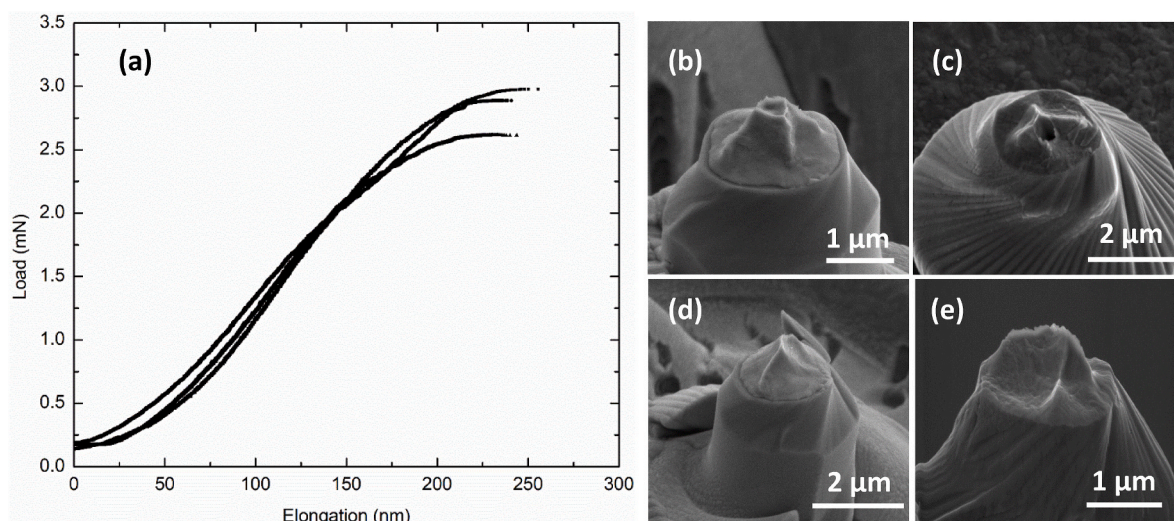 (a)
3.5
3.0
2.5
2.0
1.5
1.0
0.5
0.0
Load (mN)
0 50 100 150 200 250 300
Elongation (nm)
(b)
1 µm
(c)
2 µm
(d)
2 µm
(e)
1 µm